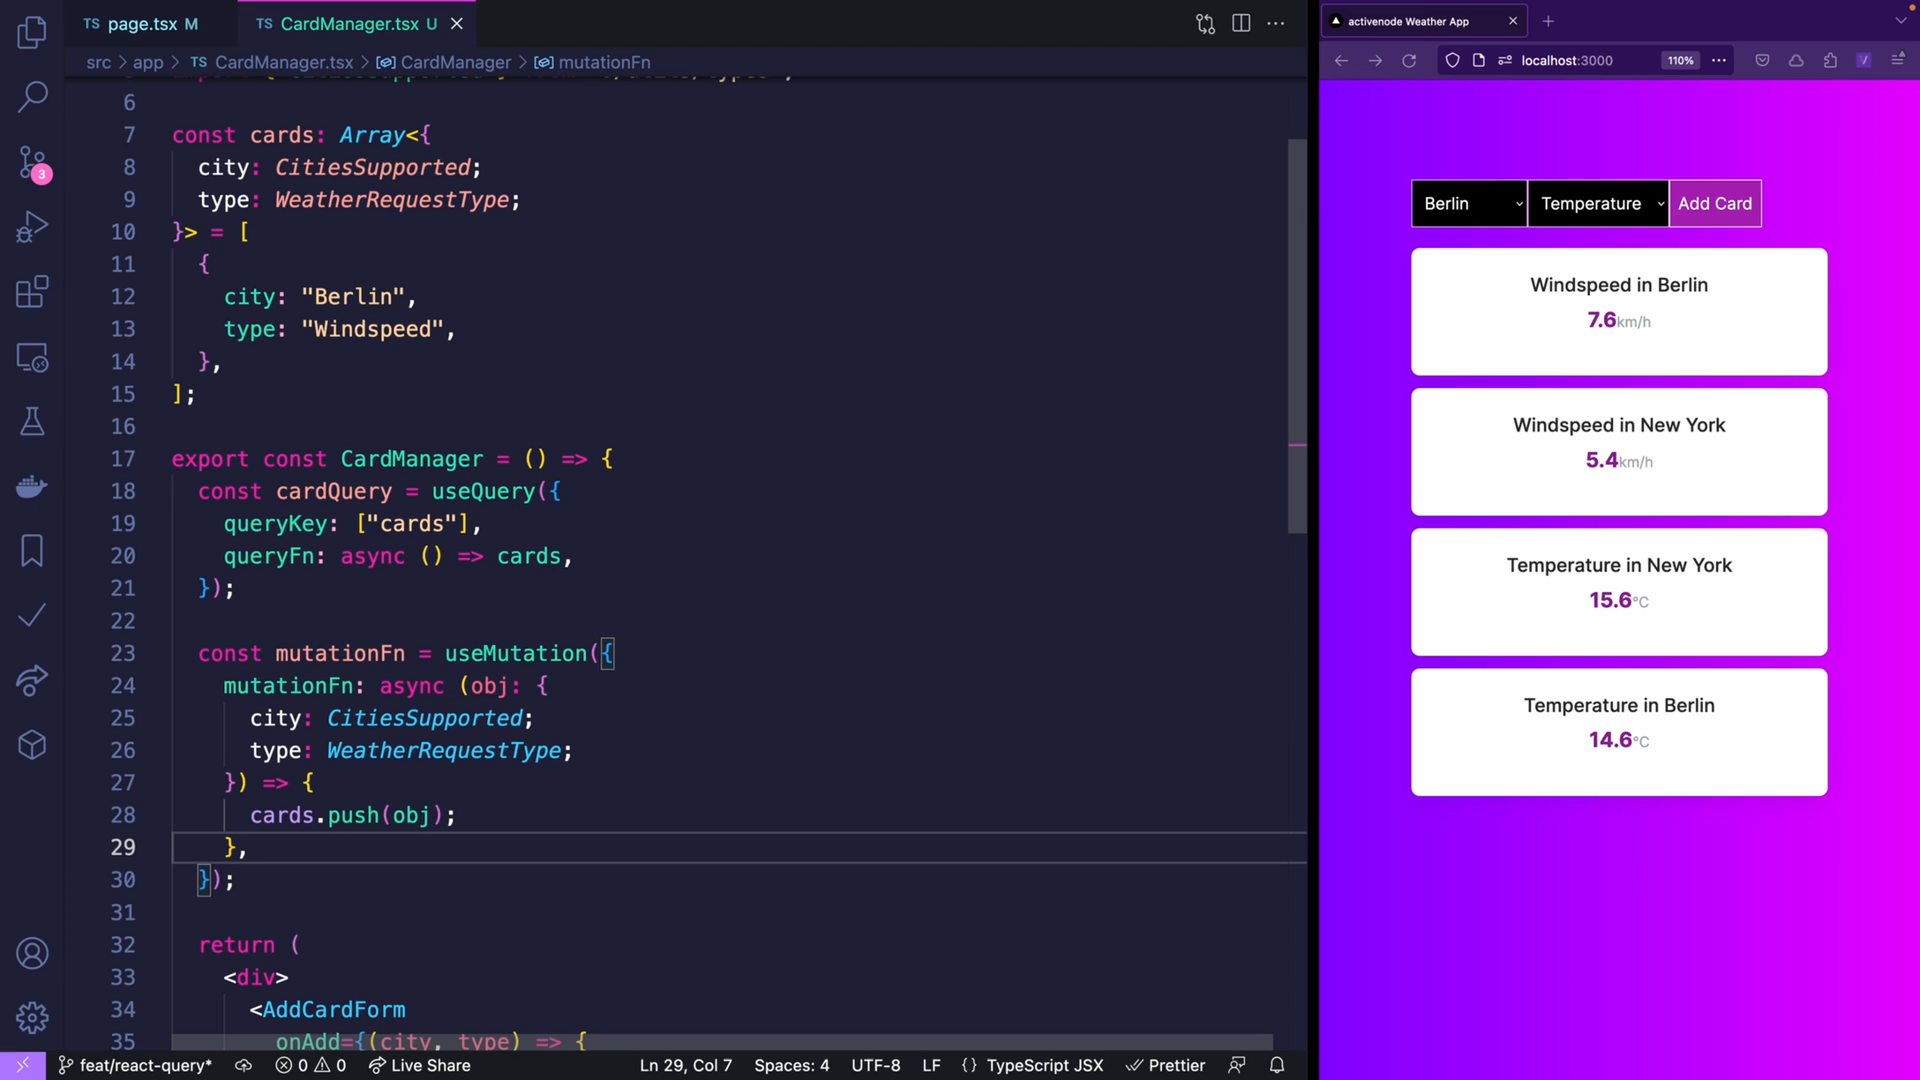 TS page.tsx M
TS CardManager.tsx U
src > app > TS CardManager.tsx > CardManager > mutationFn
6
7 const cards: Array<{
8 city: CitiesSupported;
9 type: WeatherRequestType;
10 }> = [
11 {
12 city: "Berlin",
13 type: "Windspeed",
14 },
15 ];
16
17 export const CardManager = () => {
18 const cardQuery = useQuery({
19 queryKey: ["cards"],
20 queryFn: async () => cards,
21 });
22
23 const mutationFn = useMutation({
24 mutationFn: async (obj: {
25 city: CitiesSupported;
26 type: WeatherRequestType;
27 }) => {
28 cards.push(obj);
29 },
30 });
31
32 return (
33 <div>
34 <AddCardForm
35 onAdd={(city, type) => {
3
feat/react-query* 0 0 Live Share Ln 29, Col 7 Spaces: 4 UTF-8 LF {} TypeScript JSX Prettier
activenode Weather App
localhost:3000 110%
Berlin Temperature Add Card
Windspeed in Berlin
7.6km/h
Windspeed in New York
5.4km/h
Temperature in New York
15.6°C
Temperature in Berlin
14.6°C